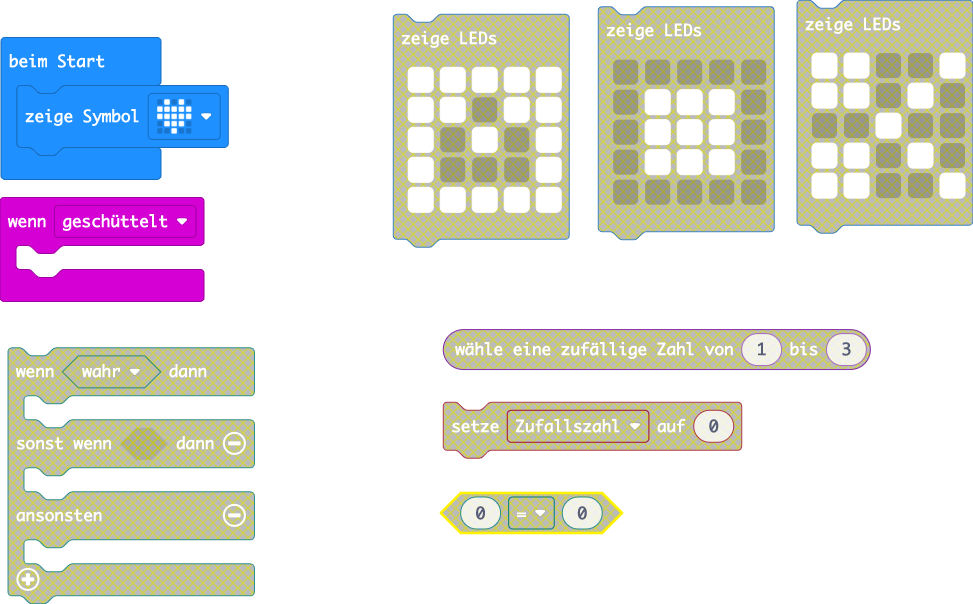 beim Start
zeige Symbol
wenn geschüttelt
wenn wahr dann
sonst wenn dann
ansonsten
zeige LEDs
zeige LEDs
zeige LEDs
wähle eine zufällige Zahl von 1 bis 3
setze Zufallszahl auf 0
0 = 0